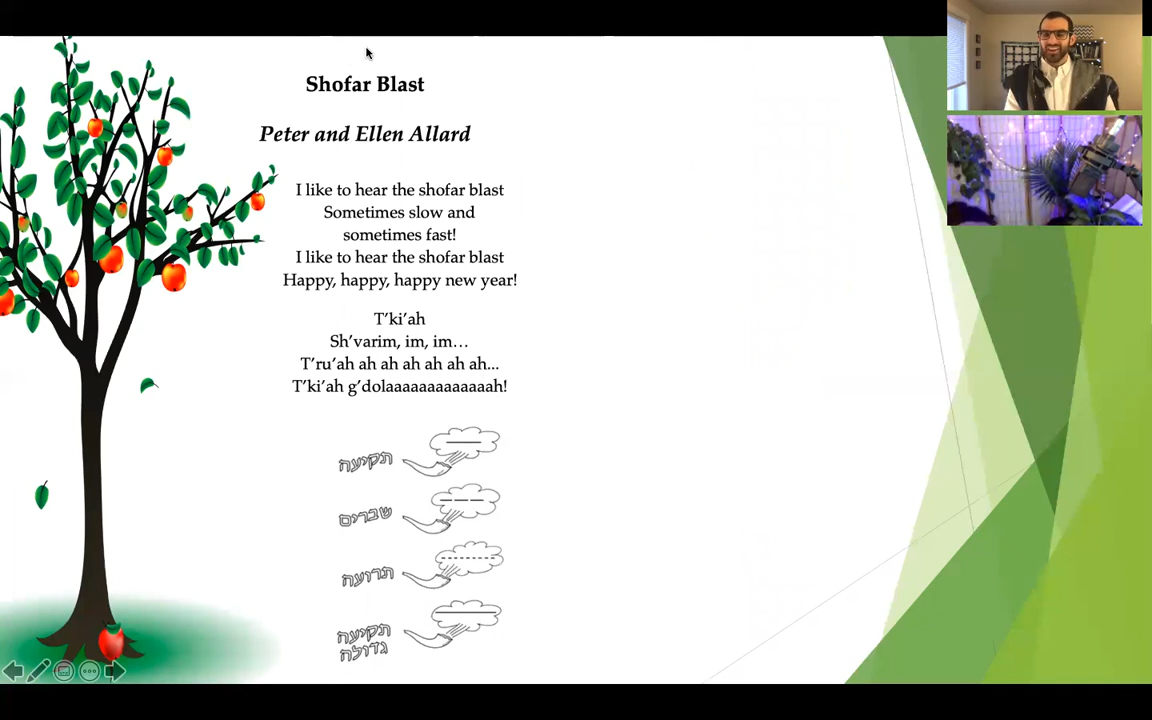 Shofar Blast
Peter and Ellen Allard
I like to hear the shofar blast
Sometimes slow and
sometimes fast!
I like to hear the shofar blast
Happy, happy, happy new year!
T'ki'ah
Sh'varim, im, im…
T'ru'ah ah ah ah ah ah ah...
T'ki'ah g'dolaaaaaaaaaaaaah!
תקיעה
שברים
תרועה
תקיעה
גדולה